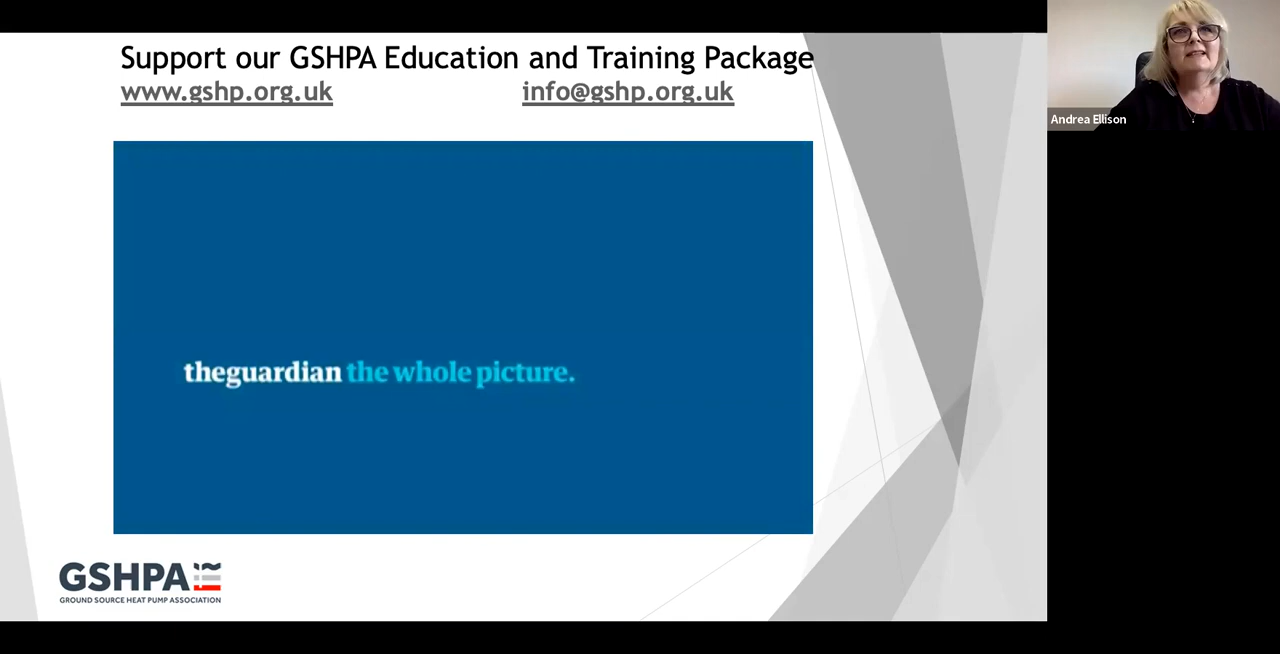 Support our GSHPA Education and Training Package
www.gshp.org.uk info@gshp.org.uk
Andrea Ellison
theguardian the whole picture.
GSHPA
GROUND SOURCE HEAT PUMP ASSOCIATION